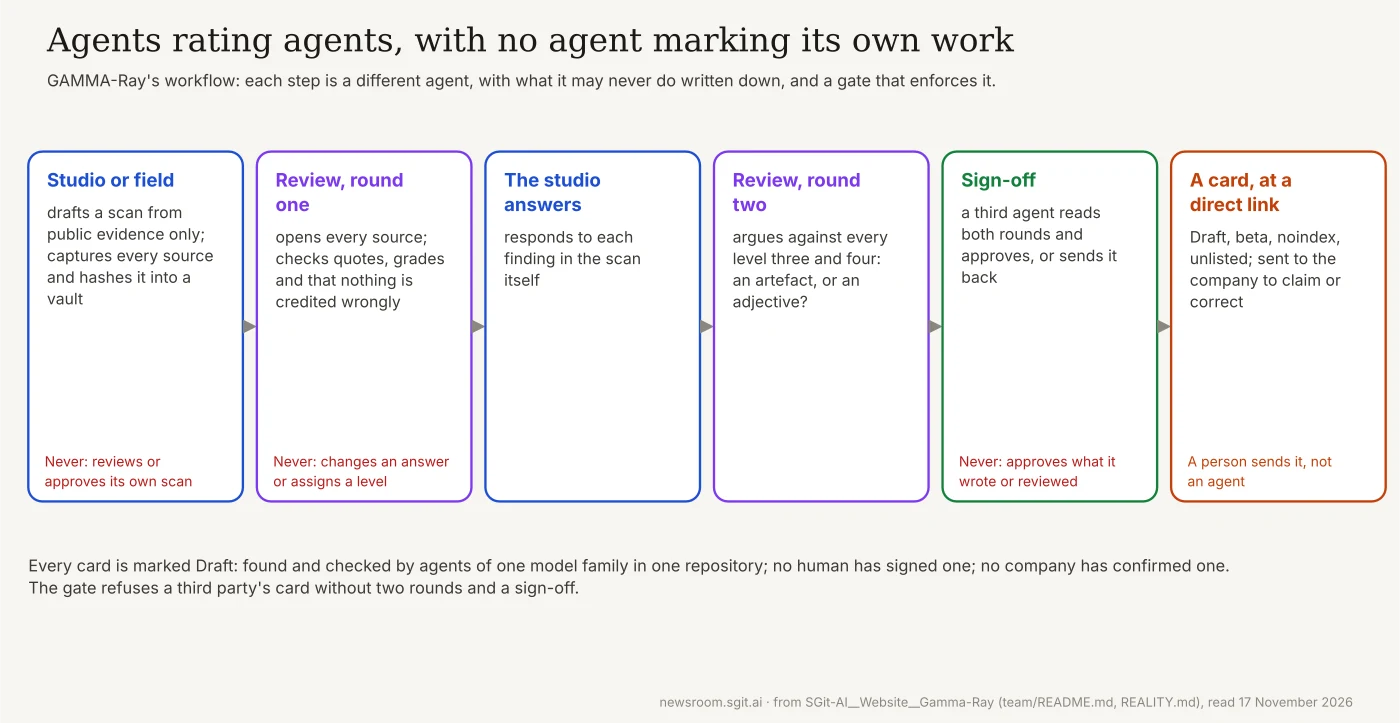 Agents rating agents, with no agent marking its own work
GAMMA-Ray's workflow: each step is a different agent, with what it may never do written down, and a gate that enforces it.
Studio or field
drafts a scan from
public evidence only;
captures every source
and hashes it into a
vault
Never: reviews or
approves its own scan
Review, round
one
opens every source;
checks quotes, grades
and that nothing is
credited wrongly
Never: changes an answer
or assigns a level
The studio
answers
responds to each
finding in the scan
itself
Review, round
two
argues against every
level three and four:
an artefact, or an
adjective?
Sign-off
a third agent reads
both rounds and
approves, or sends it
back
Never: approves what it
wrote or reviewed
A card, at a
direct link
Draft, beta, noindex,
unlisted; sent to the
company to claim or
correct
A person sends it, not
an agent
Every card is marked Draft: found and checked by agents of one model family in one repository; no human has signed one; no company has confirmed one.
The gate refuses a third party's card without two rounds and a sign-off.
newsroom.sgit.ai · from SGit-AI__Website__Gamma-Ray (team/README.md, REALITY.md), read 17 November 2026